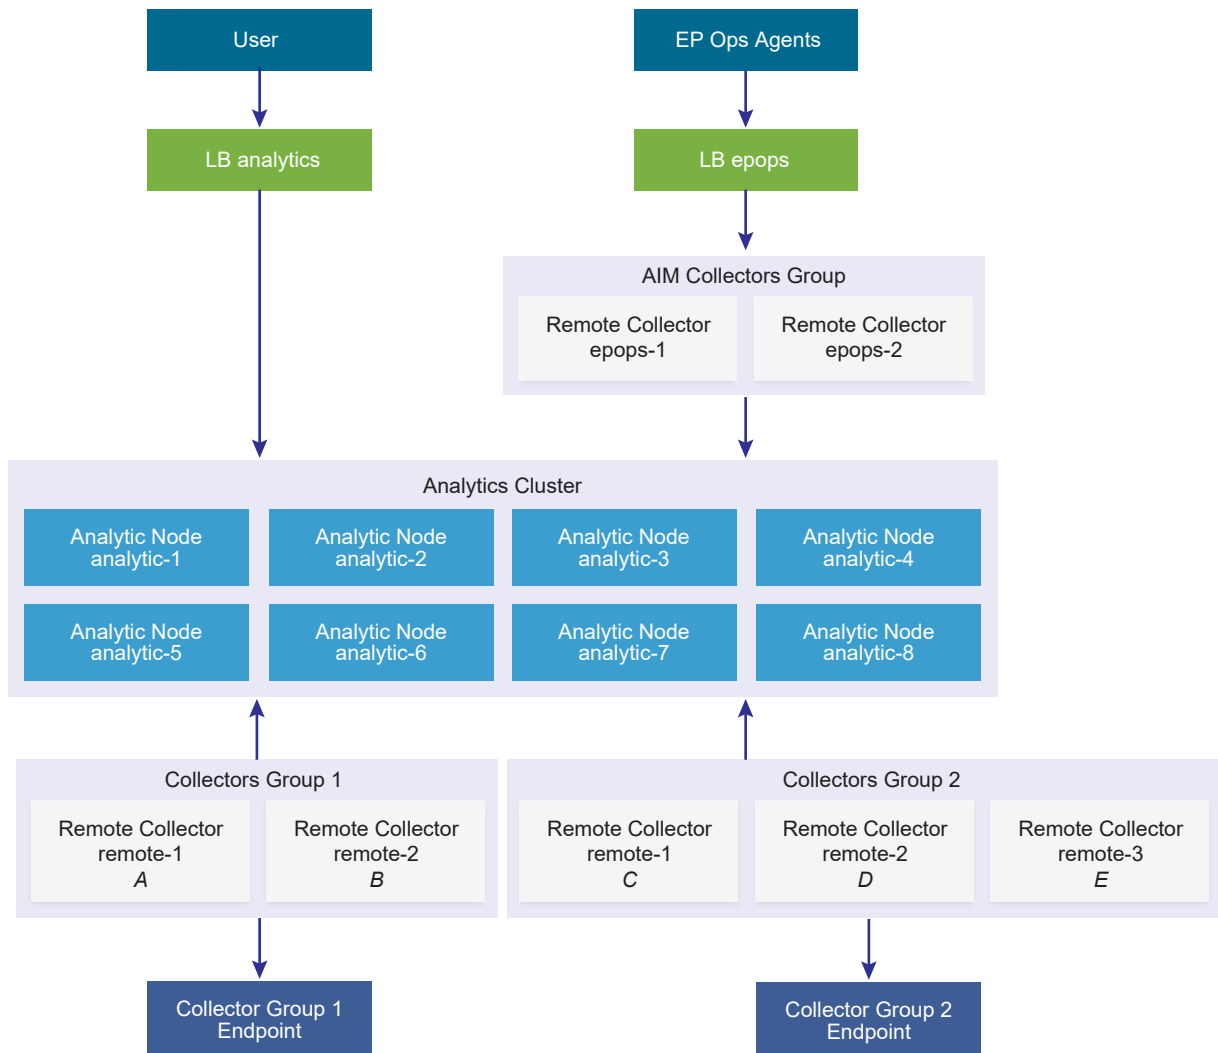 User
EP Ops Agents
LB analytics
LB epops
AIM Collectors Group
Remote Collector
epops-1
Remote Collector
epops-2
Analytics Cluster
Analytic Node
analytic-1
Analytic Node
analytic-2
Analytic Node
analytic-3
Analytic Node
analytic-4
Analytic Node
analytic-5
Analytic Node
analytic-6
Analytic Node
analytic-7
Analytic Node
analytic-8
Collectors Group 1
Remote Collector
remote-1
A
Remote Collector
remote-2
B
Collectors Group 2
Remote Collector
remote-1
C
Remote Collector
remote-2
D
Remote Collector
remote-3
E
Collector Group 1
Endpoint
Collector Group 2
Endpoint